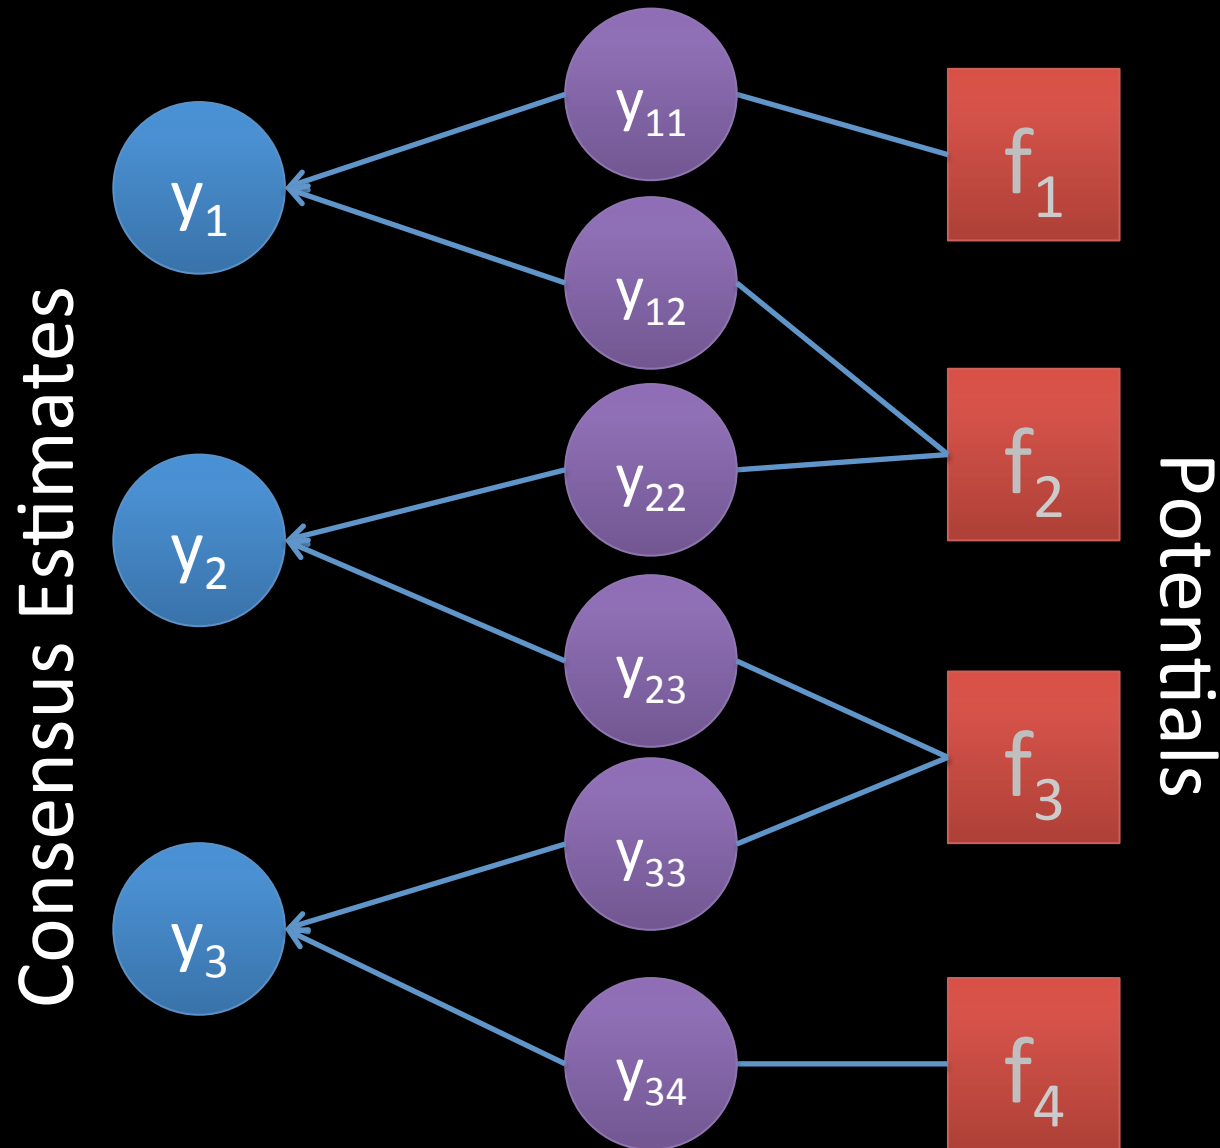 Consensus Estimates
y₁
y₂
y₃
y₁₁
y₁₂
y₂₂
y₂₃
y₃₃
y₃₄
f₁
f₂
f₃
f₄
Potentials